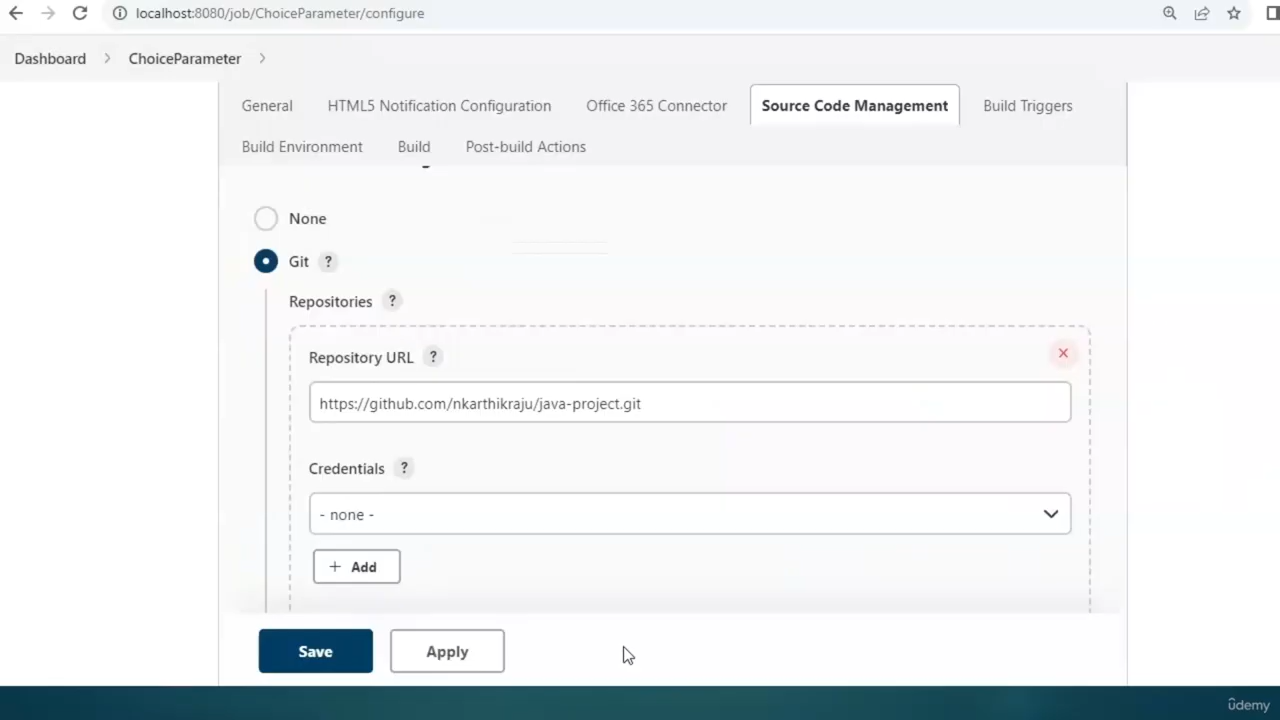 localhost:8080/job/ChoiceParameter/configure
Dashboard > ChoiceParameter >
General HTML5 Notification Configuration Office 365 Connector Source Code Management Build Triggers
Build Environment Build Post-build Actions
None
Git ?
Repositories ?
Repository URL ?
https://github.com/nkarthikraju/java-project.git
Credentials ?
- none -
+ Add
Save Apply
ûdemy